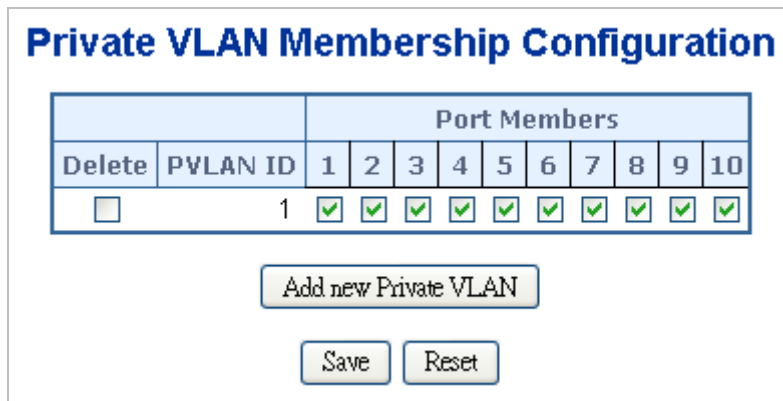 Private VLAN Membership Configuration
Port Members
Delete PVLAN ID 1 2 3 4 5 6 7 8 9 10
1
Add new Private VLAN
Save Reset